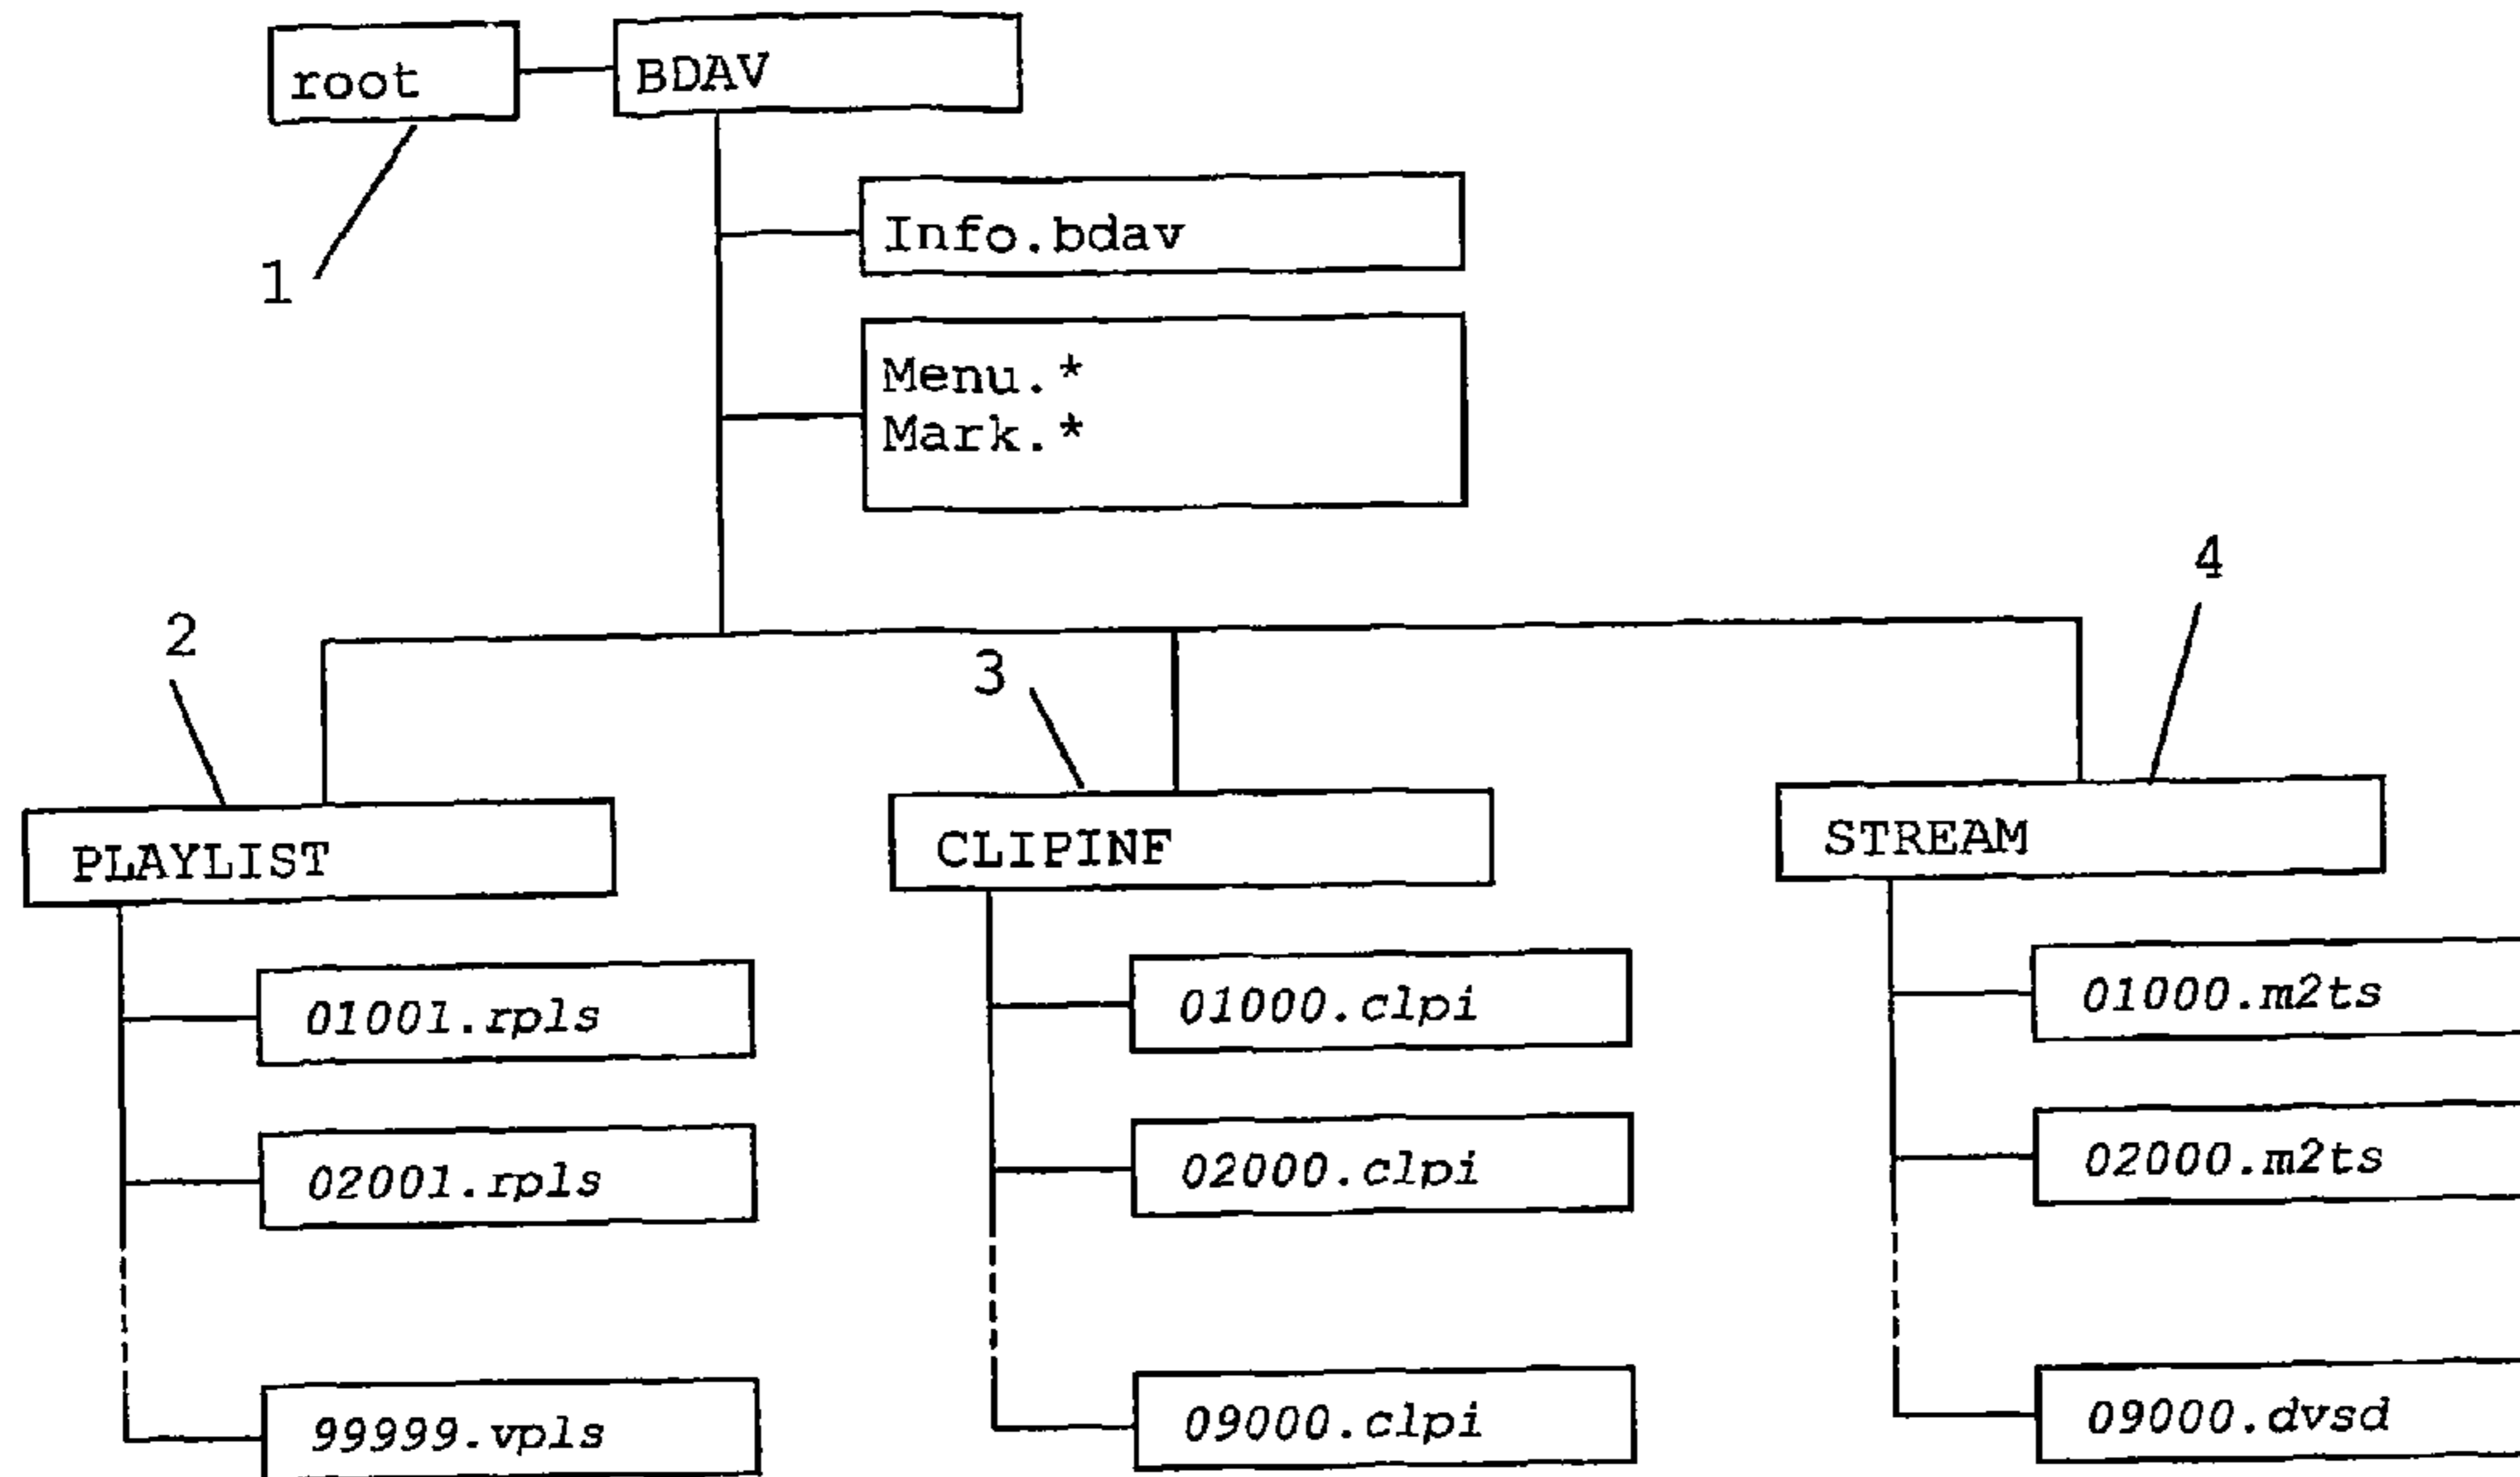 root
BDAV
1
Info.bdav
Menu.*
Mark.*
2
3
4
PLAYLIST
CLIPINF
STREAM
01001.rpls
01000.clpi
01000.m2ts
02001.rpls
02000.clpi
02000.m2ts
99999.vpls
09000.clpi
09000.dvsd